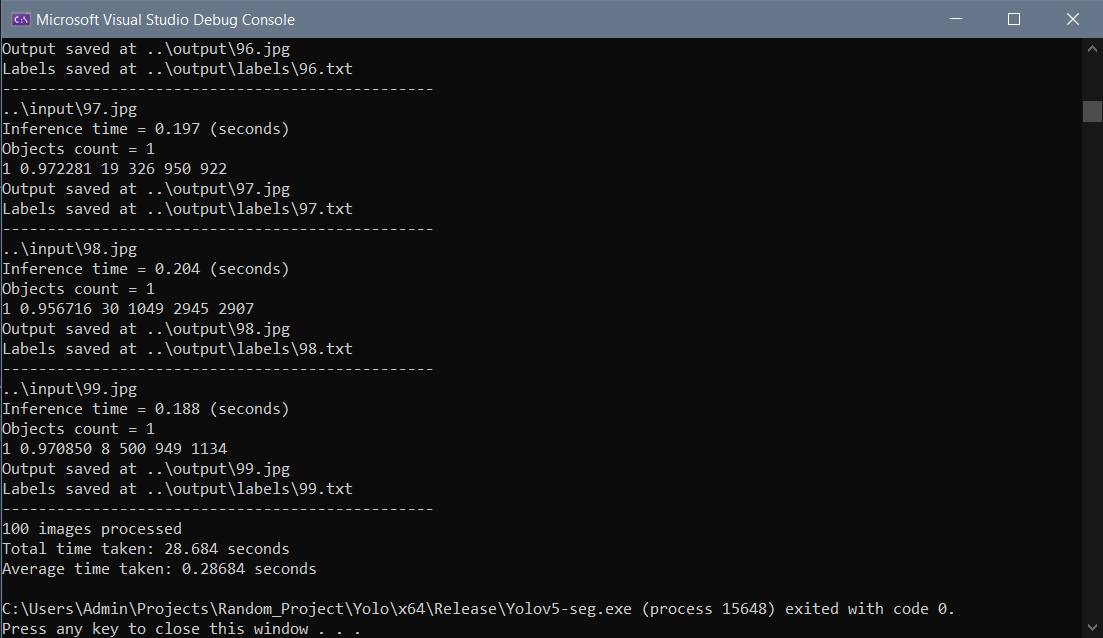 Microsoft Visual Studio Debug Console
Output saved at ..\output\96.jpg
Labels saved at ..\output\labels\96.txt
------------------------------------------------
..\input\97.jpg
Inference time = 0.197 (seconds)
Objects count = 1
1 0.972281 19 326 950 922
Output saved at ..\output\97.jpg
Labels saved at ..\output\labels\97.txt
------------------------------------------------
..\input\98.jpg
Inference time = 0.204 (seconds)
Objects count = 1
1 0.956716 30 1049 2945 2907
Output saved at ..\output\98.jpg
Labels saved at ..\output\labels\98.txt
------------------------------------------------
..\input\99.jpg
Inference time = 0.188 (seconds)
Objects count = 1
1 0.970850 8 500 949 1134
Output saved at ..\output\99.jpg
Labels saved at ..\output\labels\99.txt
------------------------------------------------
100 images processed
Total time taken: 28.684 seconds
Average time taken: 0.28684 seconds
C:\Users\Admin\Projects\Random_Project\Yolo\x64\Release\Yolov5-seg.exe (process 15648) exited with code 0.
Press any key to close this window . . .